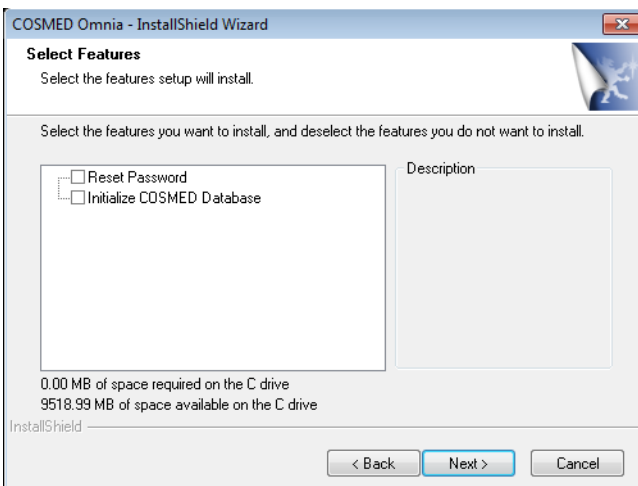 COSMED Omnia - InstallShield Wizard
Select Features
Select the features setup will install.
Select the features you want to install, and deselect the features you do not want to install.
Reset Password
Initialize COSMED Database
Description
0.00 MB of space required on the C drive
9518.99 MB of space available on the C drive
InstallShield
< Back
Next >
Cancel